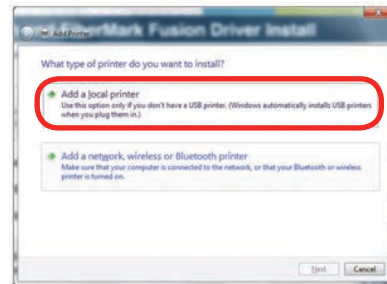 FiberMark Fusion Driver Install
Add Printer
What type of printer do you want to install?
Add a local printer
Use this option only if you don't have a USB printer. (Windows automatically installs USB printers
when you plug them in.)
Add a network, wireless or Bluetooth printer
Make sure that your computer is connected to the network, or that your Bluetooth or wireless
printer is turned on.
Next Cancel